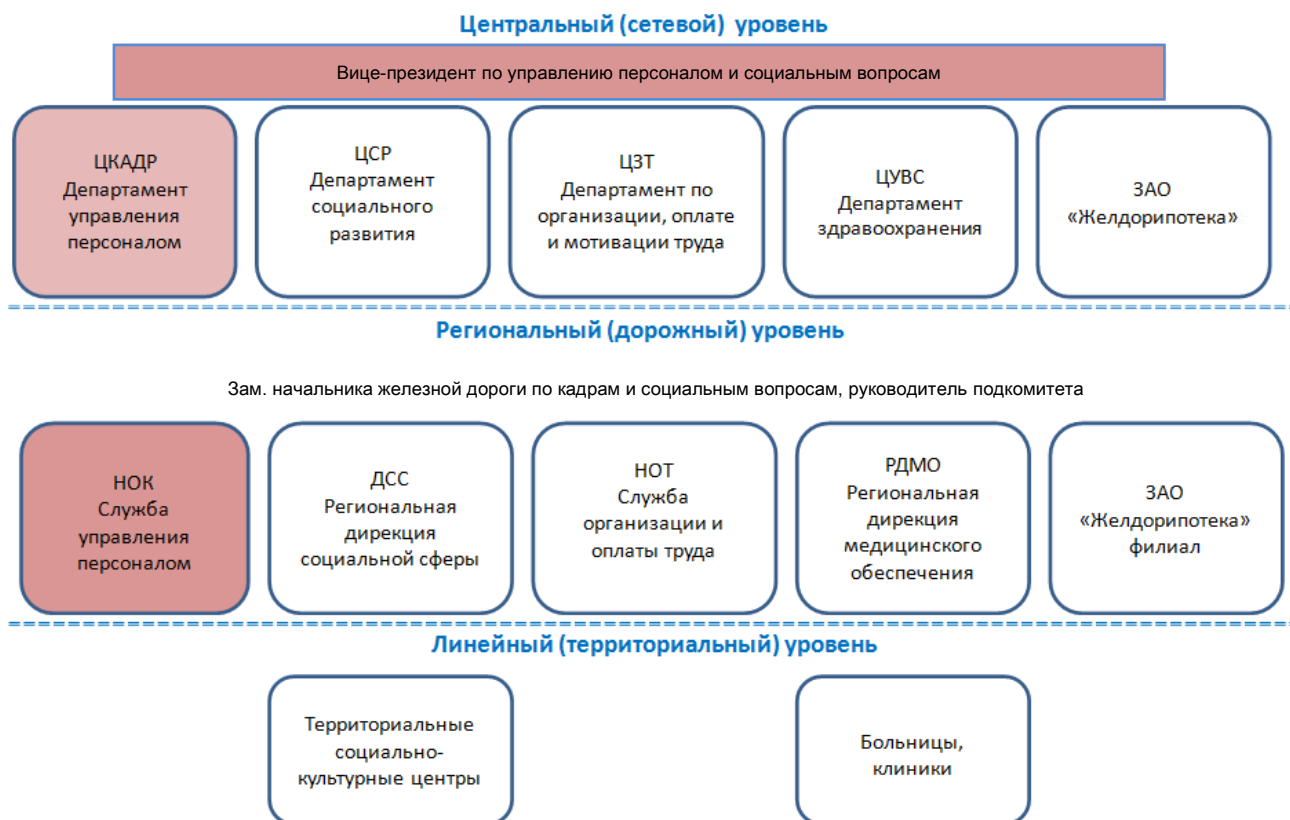 Центральный (сетевой) уровень
Вице-президент по управлению персоналом и социальным вопросам
ЦКАДР
Департамент
управления
персоналом
ЦСР
Департамент
социального
развития
ЦЗТ
Департамент по
организации, оплате
и мотивации труда
ЦУВС
Департамент
здравоохранения
ЗАО
«Желдорипотека»
Региональный (дорожный) уровень
Зам. начальника железной дороги по кадрам и социальным вопросам, руководитель подкомитета
НОК
Служба
управления
персоналом
ДСС
Региональная
дирекция
социальной сферы
НОТ
Служба
организации и
оплаты труда
РДМО
Региональная
дирекция
медицинского
обеспечения
ЗАО
«Желдорипотека»
филиал
Линейный (территориальный) уровень
Территориальные
социально-
культурные центры
Больницы,
клиники